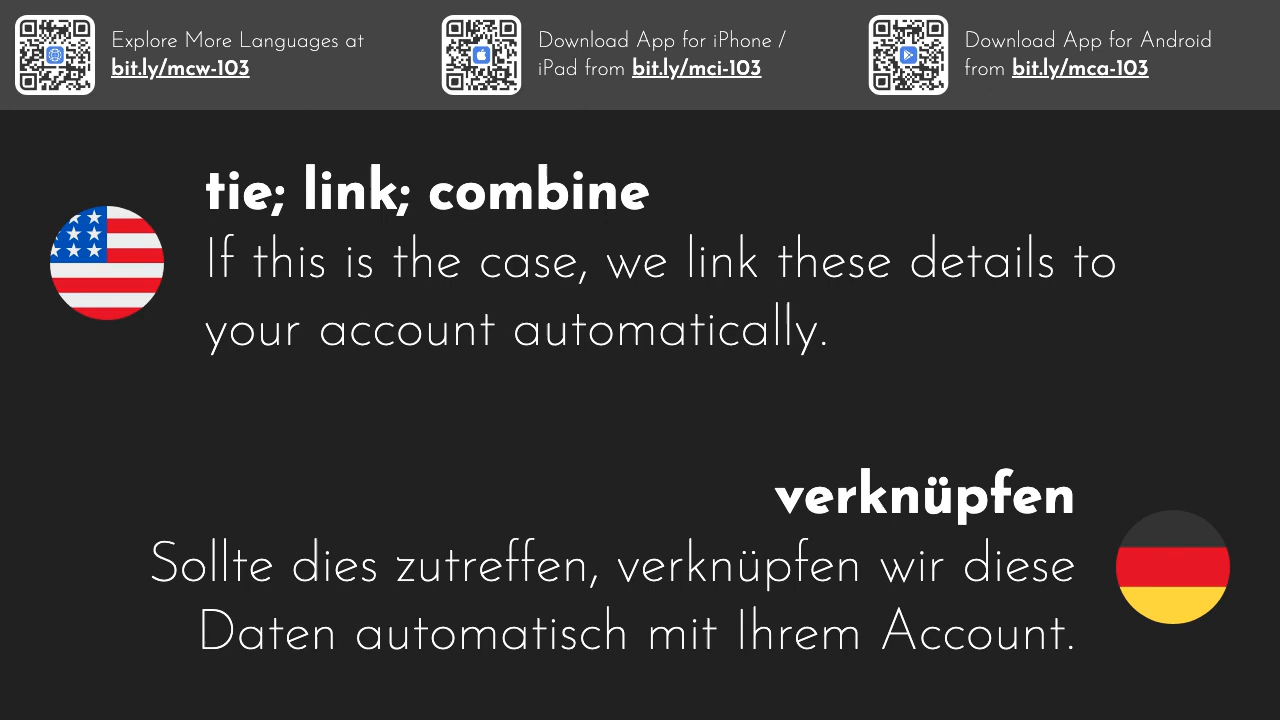 Explore More Languages at
bit.ly/mcw-103
Download App for iPhone /
iPad from bit.ly/mci-103
Download App for Android
from bit.ly/mca-103
tie; link; combine
If this is the case, we link these details to
your account automatically.
verknüpfen
Sollte dies zutreffen, verknüpfen wir diese
Daten automatisch mit Ihrem Account.